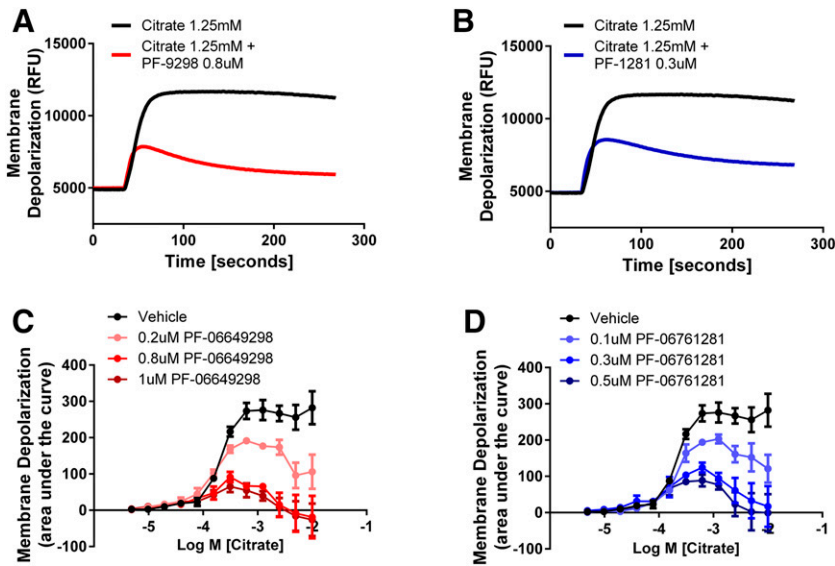 A
Citrate 1.25mM
Citrate 1.25mM +
PF-9298 0.8uM
Membrane
Depolarization (RFU)
15000
10000
5000
0
100
200
300
Time [seconds]
B
Citrate 1.25mM
Citrate 1.25mM +
PF-1281 0.3uM
Membrane
Depolarization (RFU)
15000
10000
5000
0
100
200
300
Time [seconds]
C
Vehicle
0.2uM PF-06649298
0.8uM PF-06649298
1uM PF-06649298
Membrane Depolarization
(area under the curve)
400
300
200
100
0
-100
-5
-4
-3
-2
-1
Log M [Citrate]
D
Vehicle
0.1uM PF-06761281
0.3uM PF-06761281
0.5uM PF-06761281
Membrane Depolarization
(area under the curve)
400
300
200
100
0
-100
-5
-4
-3
-2
-1
Log M [Citrate]